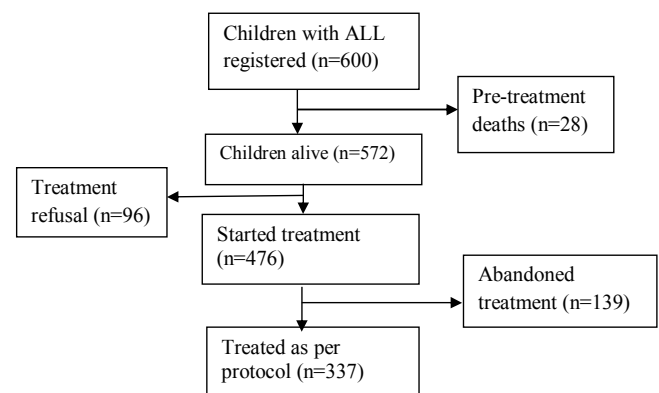 Children with ALL
registered (n=600)
Pre-treatment
deaths (n=28)
Children alive (n=572)
Treatment
refusal (n=96)
Started treatment
(n=476)
Abandoned
treatment (n=139)
Treated as per
protocol (n=337)